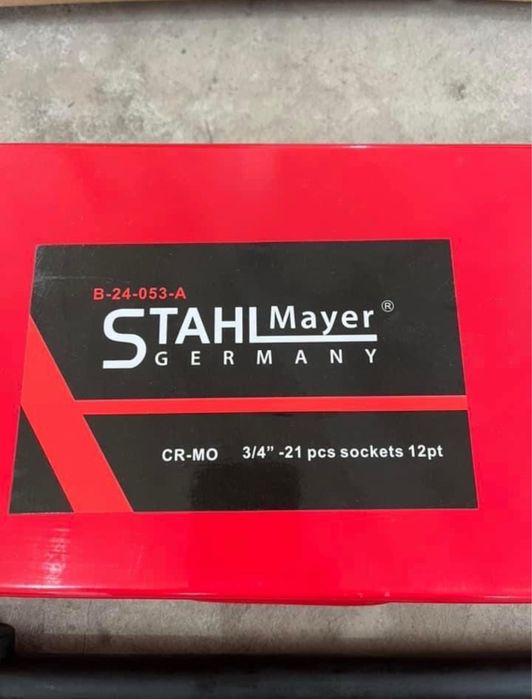 B-24-053-A
STAHLMayer®
GERMANY
CR-MO 3/4” -21 pcs sockets 12pt